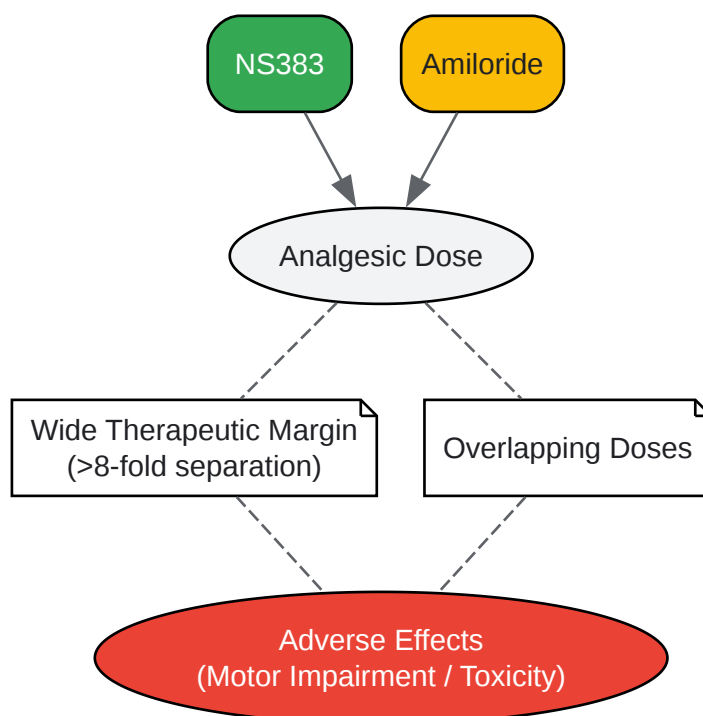 NS383
Amiloride
Analgesic Dose
Wide Therapeutic Margin
(>8-fold separation)
Overlapping Doses
Adverse Effects
(Motor Impairment / Toxicity)